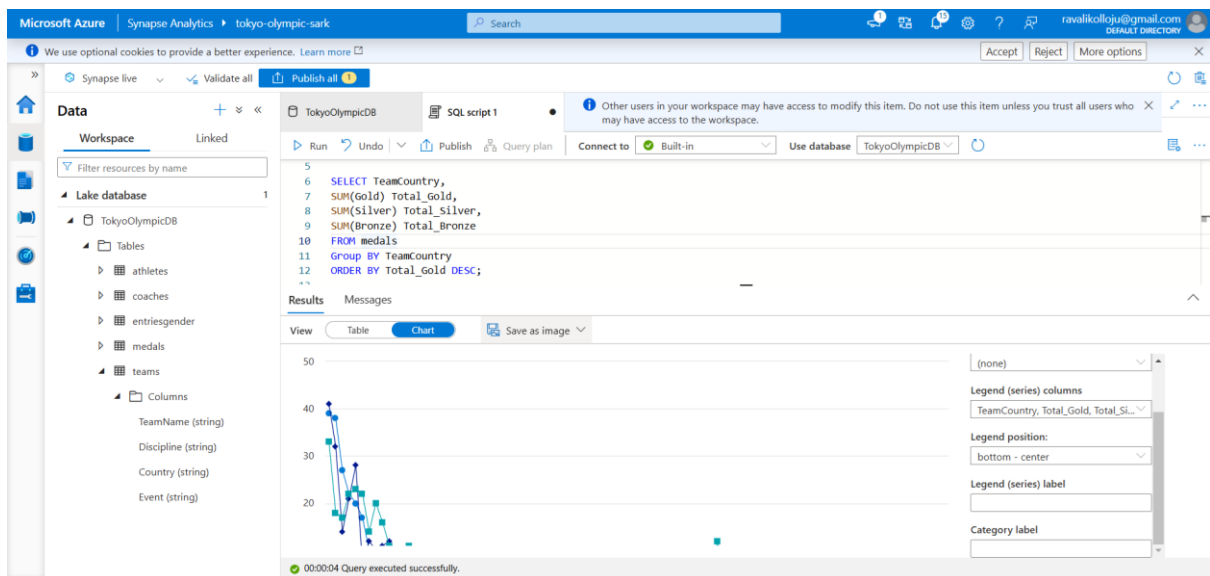 Microsoft Azure
Synapse Analytics
tokyo-olympic-sark
Search
1
15
?
ravalikolloju@gmail.com
DEFAULT DIRECTORY
We use optional cookies to provide a better experience. Learn more
Accept
Reject
More options
»
Synapse live
Validate all
Publish all 1
Data
Workspace
Linked
Filter resources by name
Lake database 1
TokyoOlympicDB
Tables
athletes
coaches
entriesgender
medals
teams
Columns
TeamName (string)
Discipline (string)
Country (string)
Event (string)
TokyoOlympicDB
SQL script 1
Other users in your workspace may have access to modify this item. Do not use this item unless you trust all users who
may have access to the workspace.
Run
Undo
Publish
Query plan
Connect to
Built-in
Use database
TokyoOlympicDB
5
6 SELECT TeamCountry,
7 SUM(Gold) Total_Gold,
8 SUM(Silver) Total_Silver,
9 SUM(Bronze) Total_Bronze
10 FROM medals
11 Group BY TeamCountry
12 ORDER BY Total_Gold DESC;
Results
Messages
View
Table
Chart
Save as image
50
40
30
20
(none)
Legend (series) columns
TeamCountry, Total_Gold, Total_Si...
Legend position:
bottom - center
Legend (series) label
Category label
00:00:04 Query executed successfully.